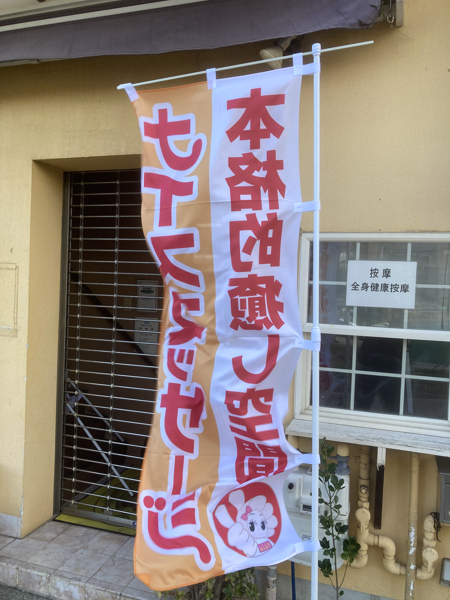 本格的癒し空間
タイマッサージ
按摩
全身健康按摩